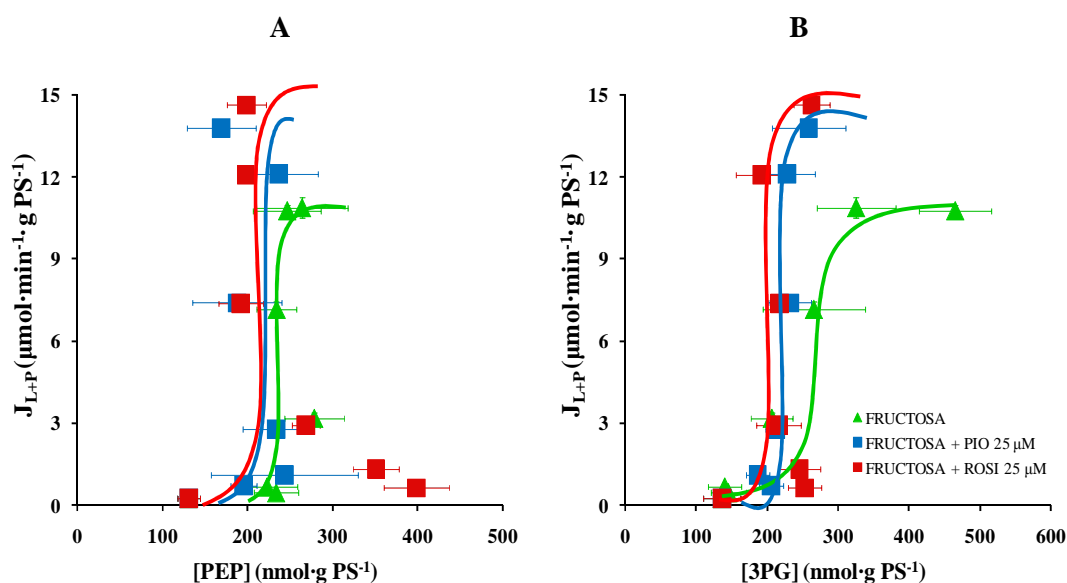 A
B
J_L+P (µmol·min⁻¹·g PS⁻¹)
15
12
9
6
3
0
0
100
200
300
400
500
[PEP] (nmol·g PS⁻¹)
J_L+P (µmol·min⁻¹·g PS⁻¹)
15
12
9
6
3
0
0
100
200
300
400
500
600
[3PG] (nmol·g PS⁻¹)
FRUCTOSA
FRUCTOSA + PIO 25 µM
FRUCTOSA + ROSI 25 µM